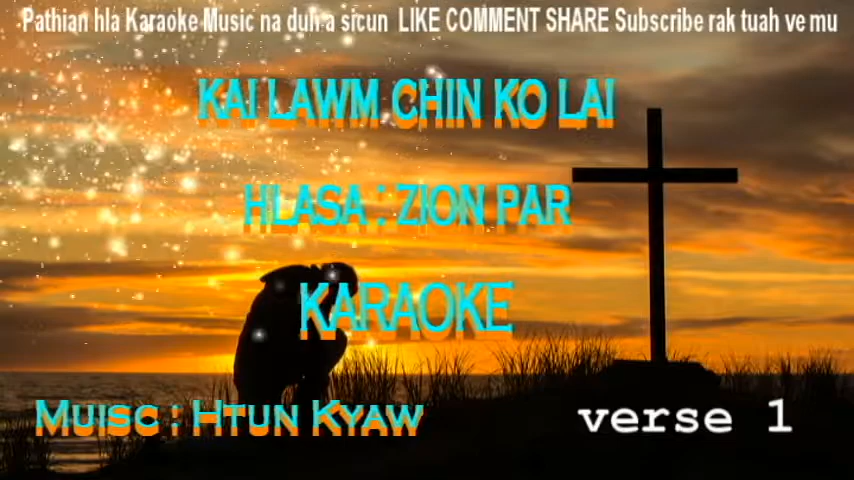 Pathian hla Karaoke Music na duh a sicun LIKE COMMENT SHARE Subscribe rak tuah ve mu
KAI LAWM CHIN KO LAI
HLASA : ZION PAR
KARAOKE
MUISC : HTUN KYAW
verse 1